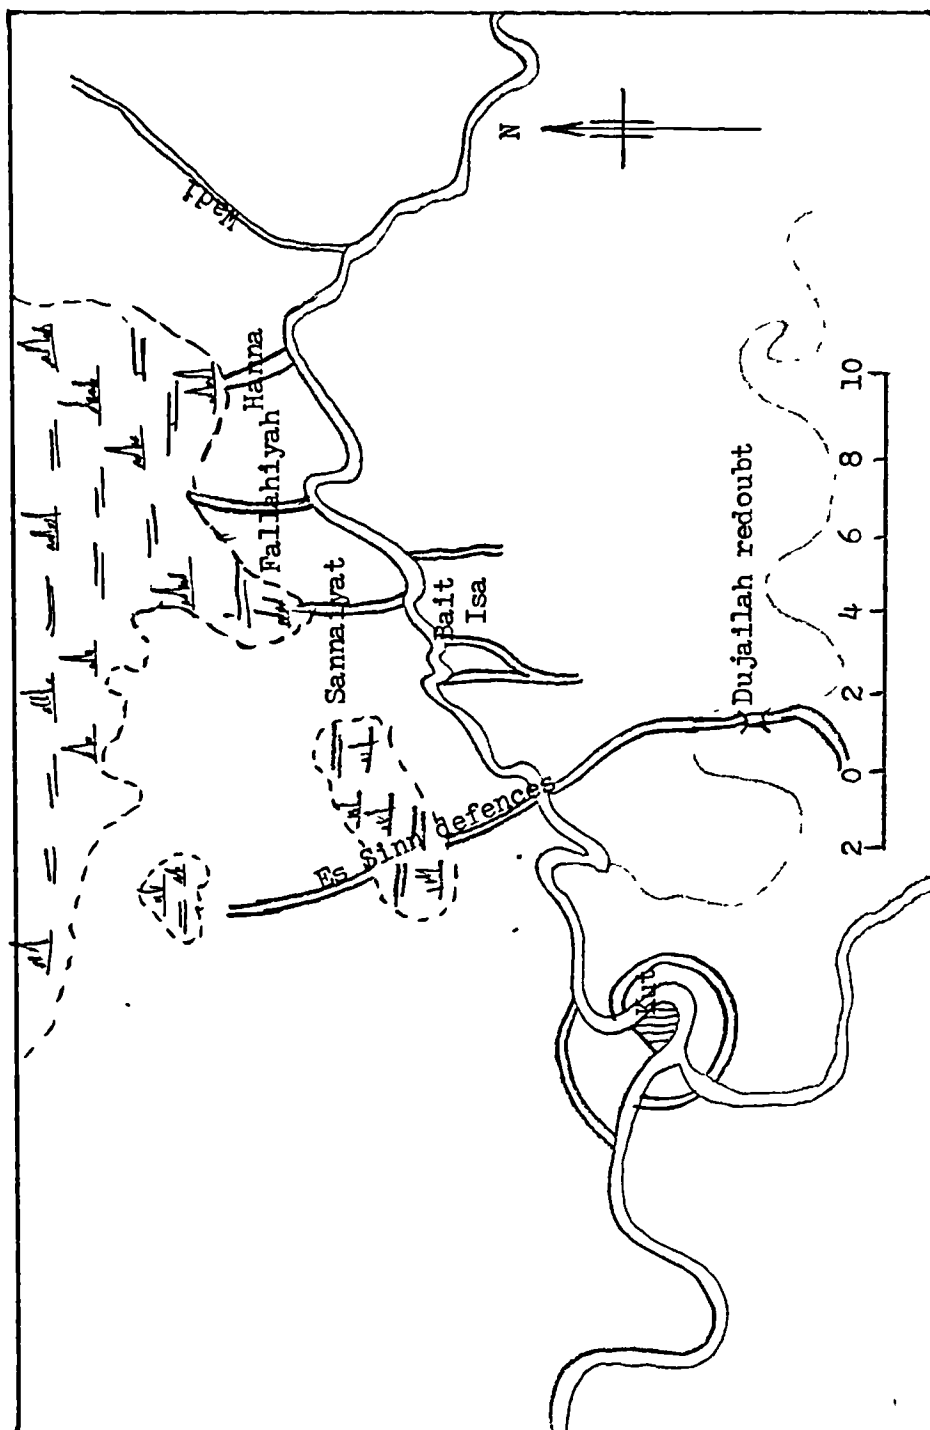 N
Wadi
Hanna
Fallahiyah
Sannaiyat
Bait
Isa
Es Sinn defences
Dujailah redoubt
Kut
2 0 2 4 6 8 10